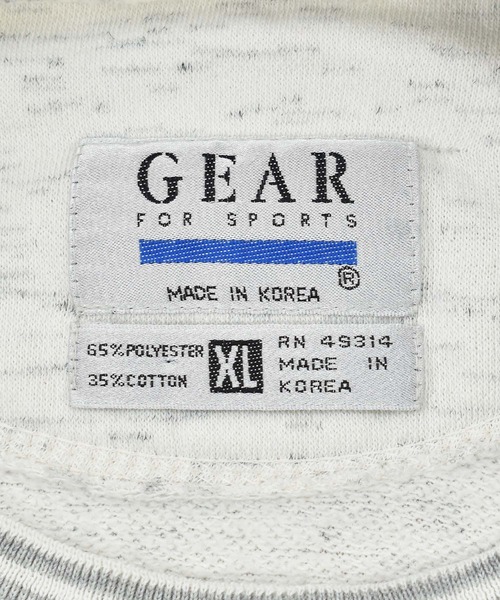 GEAR
FOR SPORTS
®
MADE IN KOREA
65%POLYESTER
35%COTTON
XL
RN 49314
MADE IN
KOREA